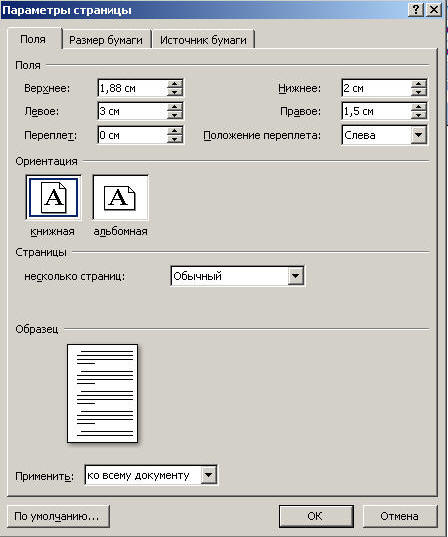 Параметры страницы
Поля Размер бумаги Источник бумаги
Поля
Верхнее: 1,88 см Нижнее: 2 см
Левое: 3 см Правое: 1,5 см
Переплет: 0 см Положение переплета: Слева
Ориентация
A A
книжная альбомная
Страницы
несколько страниц: Обычный
Образец
Применить: ко всему документу
По умолчанию... ОК Отмена